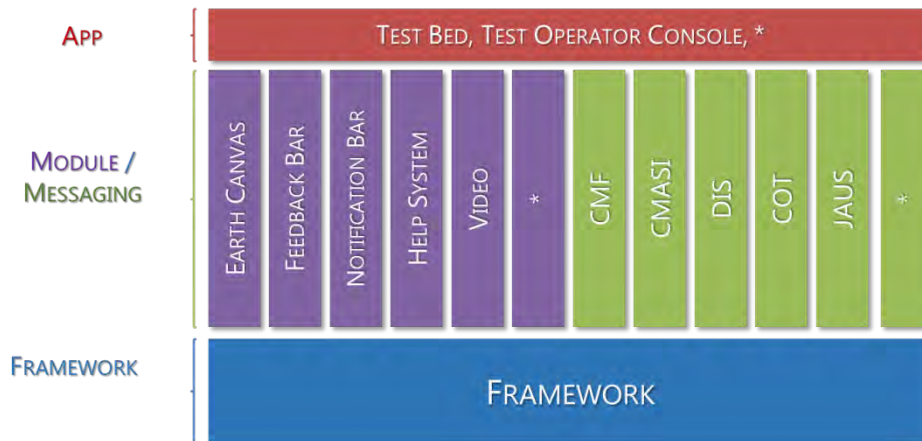 APP
TEST BED, TEST OPERATOR CONSOLE, *
MODULE /
MESSAGING
EARTH CANVAS
FEEDBACK BAR
NOTIFICATION BAR
HELP SYSTEM
VIDEO
*
CMF
CMASI
DIS
COT
JAUS
*
FRAMEWORK
FRAMEWORK